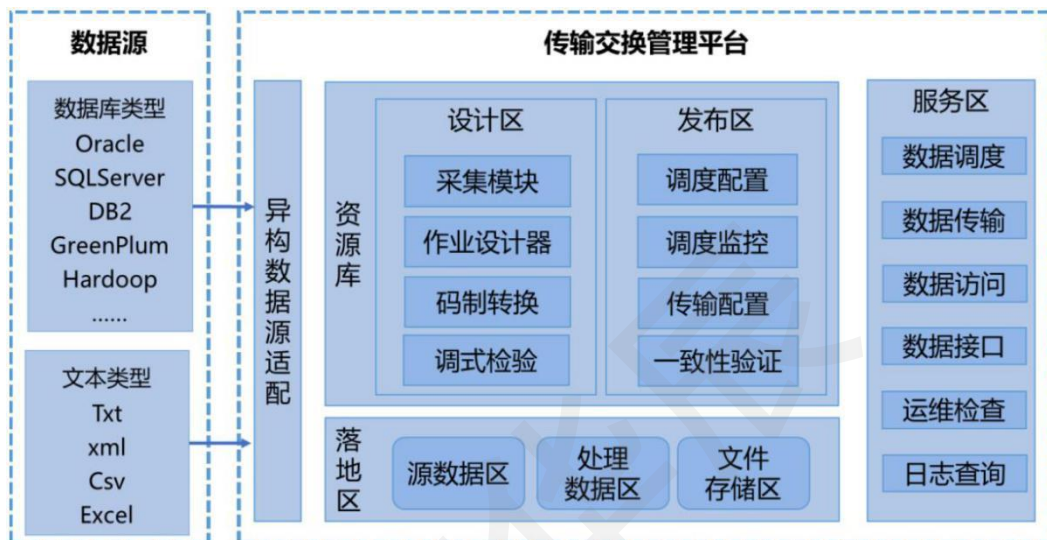 数据源
数据库类型
Oracle
SQLServer
DB2
GreenPlum
Hardoop
......
文本类型
Txt
xml
Csv
Excel
传输交换管理平台
异构数据源适配
资源库
设计区
采集模块
作业设计器
码制转换
调式检验
发布区
调度配置
调度监控
传输配置
一致性验证
落地区
源数据区
处理
数据区
文件
存储区
服务区
数据调度
数据传输
数据访问
数据接口
运维检查
日志查询